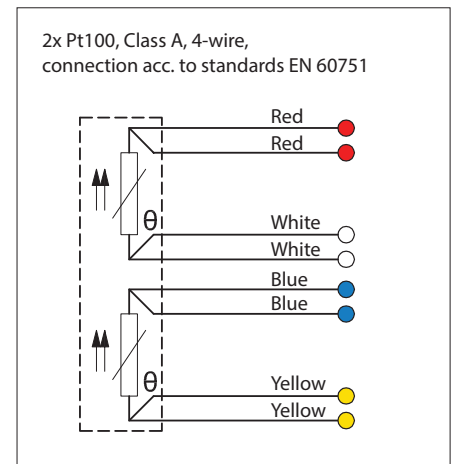 2x Pt100, Class A, 4-wire,
connection acc. to standards EN 60751
Red
Red
θ
White
White
Blue
Blue
θ
Yellow
Yellow